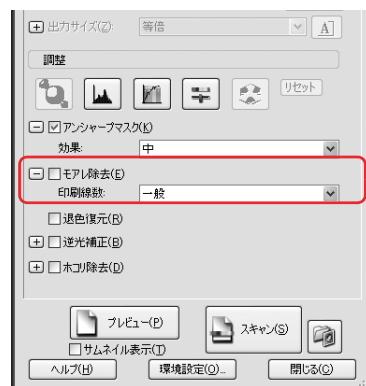 出力サイズ(Z): 等倍 A
調整
リセット
アンシャープマスク(K)
効果: 中
モアレ除去(E)
印刷線数: 一般
退色復元(R)
逆光補正(B)
ホコリ除去(D)
プレビュー(P) スキャン(S)
サムネイル表示(T)
ヘルプ(H) 環境設定(O)... 閉じる(C)